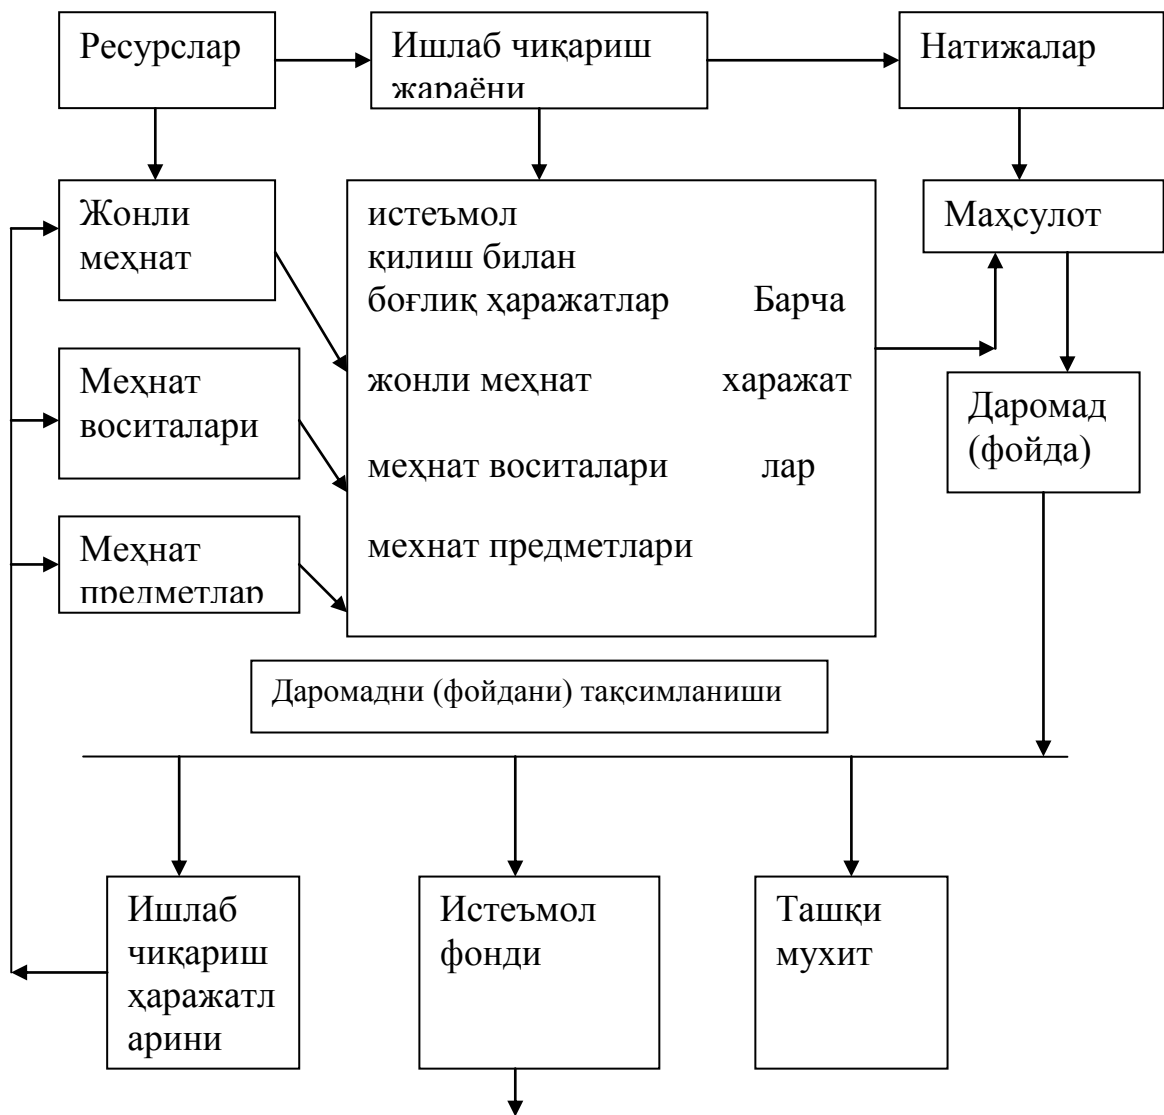 Ресурслар
Ишлаб чиқариш
жараёни
Натижалар
Жонли
меҳнат
истеъмол
қилиш билан
боғлиқ ҳаражатлар Барча
жонли меҳнат харажат
меҳнат воситалари лар
мехнат предметлари
Маҳсулот
Меҳнат
воситалари
Даромад
(фойда)
Меҳнат
предметлар
Даромадни (фойдани) тақсимланиши
Ишлаб
чиқариш
ҳаражатл
арини
Истеъмол
фонди
Ташқи
мухит